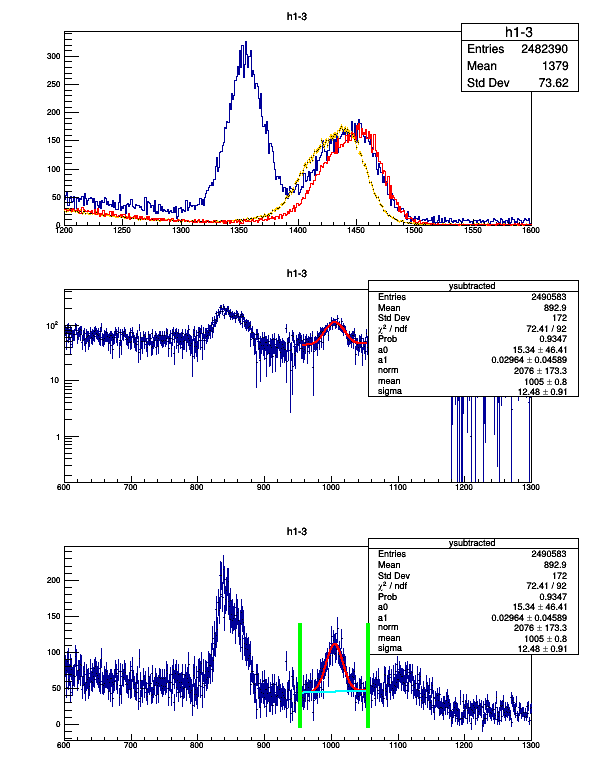 h1-3
h1-3
Entries 2482390
Mean 1379
Std Dev 73.62
300
250
200
150
100
50
0
1200 1250 1300 1350 1400 1450 1500 1550 1600
h1-3
ysubtracted
Entries 2490583
Mean 892.9
Std Dev 172
χ² / ndf 72.41 / 92
Prob 0.9347
a0 15.34 ± 46.41
a1 0.02964 ± 0.04589
norm 2076 ± 173.3
mean 1005 ± 0.8
sigma 12.48 ± 0.91
10²
10
1
600 700 800 900 1000 1100 1200 1300
h1-3
ysubtracted
Entries 2490583
Mean 892.9
Std Dev 172
χ² / ndf 72.41 / 92
Prob 0.9347
a0 15.34 ± 46.41
a1 0.02964 ± 0.04589
norm 2076 ± 173.3
mean 1005 ± 0.8
sigma 12.48 ± 0.91
200
150
100
50
0
600 700 800 900 1000 1100 1200 1300